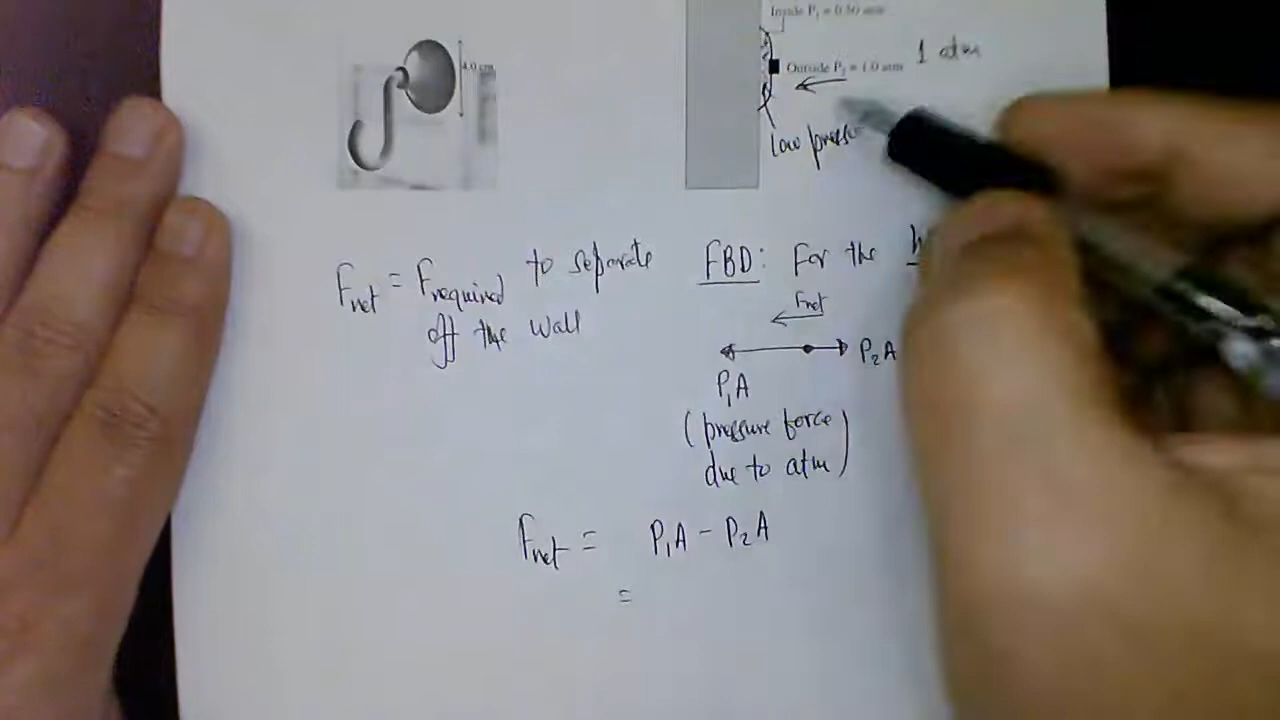 Inside P₁ = 0.50 atm
4.0 cm
Outside P₂ = 1.0 atm
1 atm
low
Fnet = Frequired to separate
off the wall
FBD: For the
Fnet
P₂A
P₁A
(pressure force
due to atm)
Fnet = P₁A - P₂A
=